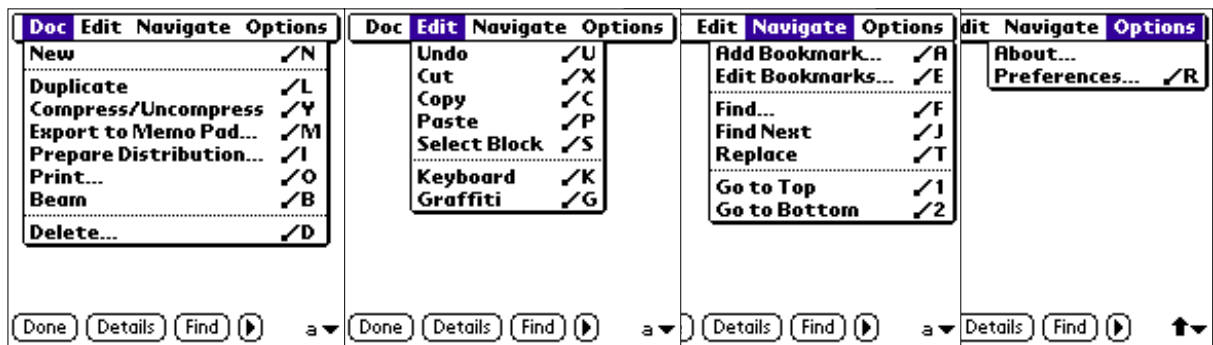 Doc Edit Navigate Options
New /N
Duplicate /L
Compress/Uncompress /Y
Export to Memo Pad... /M
Prepare Distribution... /I
Print... /O
Beam /B
Delete... /D
Done Details Find a
Doc Edit Navigate Options
Undo /U
Cut /X
Copy /C
Paste /P
Select Block /S
Keyboard /K
Graffiti /G
Done Details Find a
Edit Navigate Options
Add Bookmark... /A
Edit Bookmarks... /E
Find... /F
Find Next /J
Replace /T
Go to Top /1
Go to Bottom /2
Details Find a
dit Navigate Options
About...
Preferences... /R
Details Find